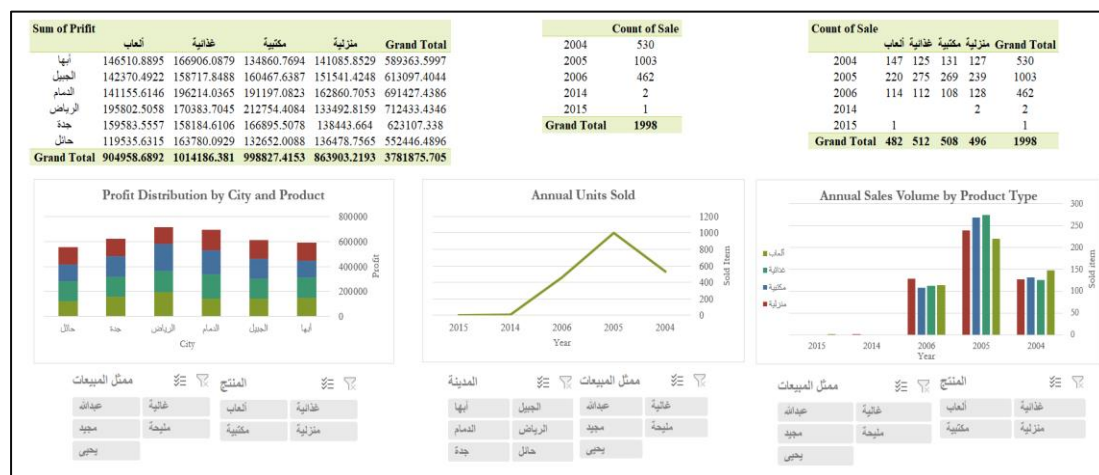 Sum of Prifit
ألعاب غذائية مكتبية منزلية Grand Total
أبها 146510.8895 166906.0879 134860.7694 141085.8529 589363.5997
الجبيل 142370.4922 158717.8488 160467.6387 151541.4248 613097.4044
الدمام 141155.6146 196214.0365 191197.0823 162860.7053 691427.4386
الرياض 195802.5058 170383.7045 212754.4084 133492.8159 712433.4346
جدة 159583.5557 158184.6106 166895.5078 138443.664 623107.338
حائل 119535.6315 163780.0929 132652.0088 136478.7565 552446.4896
Grand Total 904958.6892 1014186.381 998827.4153 863903.2193 3781875.705
Count of Sale
2004 530
2005 1003
2006 462
2014 2
2015 1
Grand Total 1998
Count of Sale
ألعاب غذائية مكتبية منزلية Grand Total
2004 147 125 131 127 530
2005 220 275 269 239 1003
2006 114 112 108 128 462
2014 2 2
2015 1 1
Grand Total 482 512 508 496 1998
Profit Distribution by City and Product
800000
600000
400000
200000
0
Profit
حائل جدة الرياض الدمام الجبيل أبها
City
Annual Units Sold
1200
1000
800
600
400
200
0
Sold Item
2015 2014 2006 2005 2004
Year
Annual Sales Volume by Product Type
300
250
200
150
100
50
0
Sold item
ألعاب
غذائية
مكتبية
منزلية
2015 2014 2006 2005 2004
Year
ممثل المبيعات
عبدالله غالية
مجيد مليحة
يحيى
المنتج
ألعاب غذائية
مكتبية منزلية
المدينة
أبها الجبيل
الدمام الرياض
جدة حائل
ممثل المبيعات
عبدالله غالية
مجيد مليحة
يحيى
ممثل المبيعات
عبدالله غالية
مجيد مليحة
يحيى
المنتج
ألعاب غذائية
مكتبية منزلية